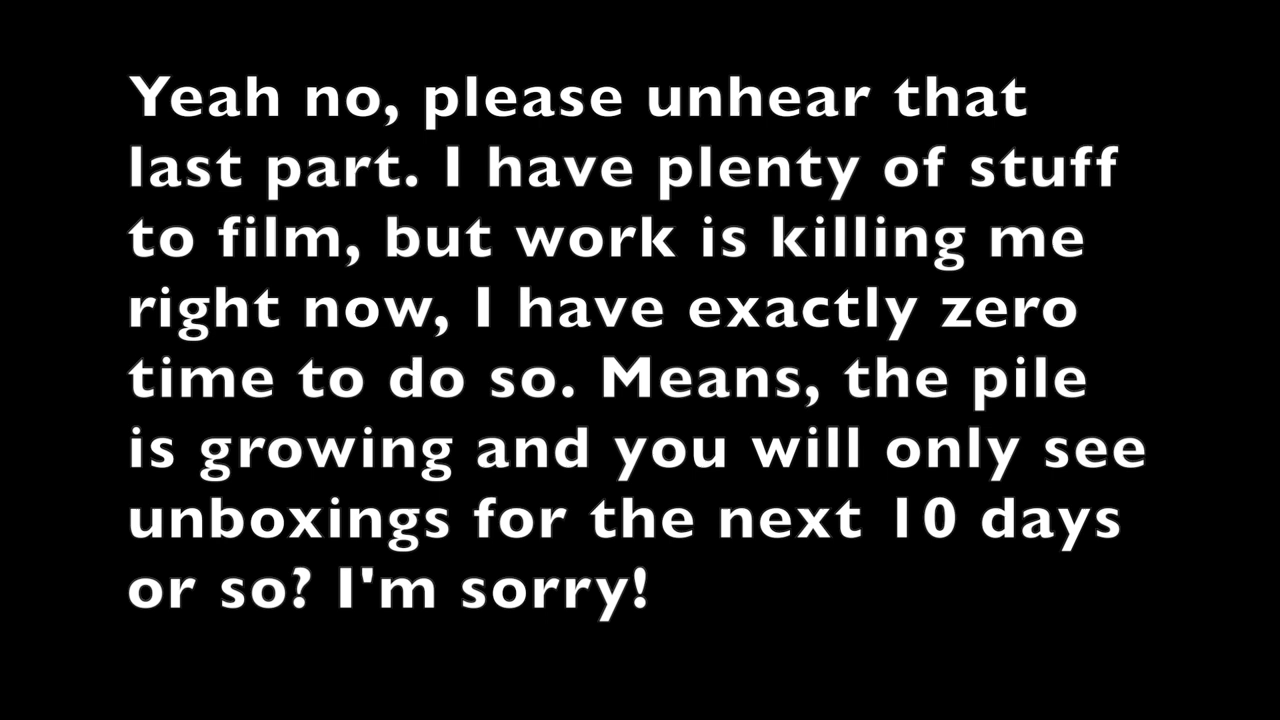 Yeah no, please unhear that
last part. I have plenty of stuff
to film, but work is killing me
right now, I have exactly zero
time to do so. Means, the pile
is growing and you will only see
unboxings for the next 10 days
or so? I'm sorry!